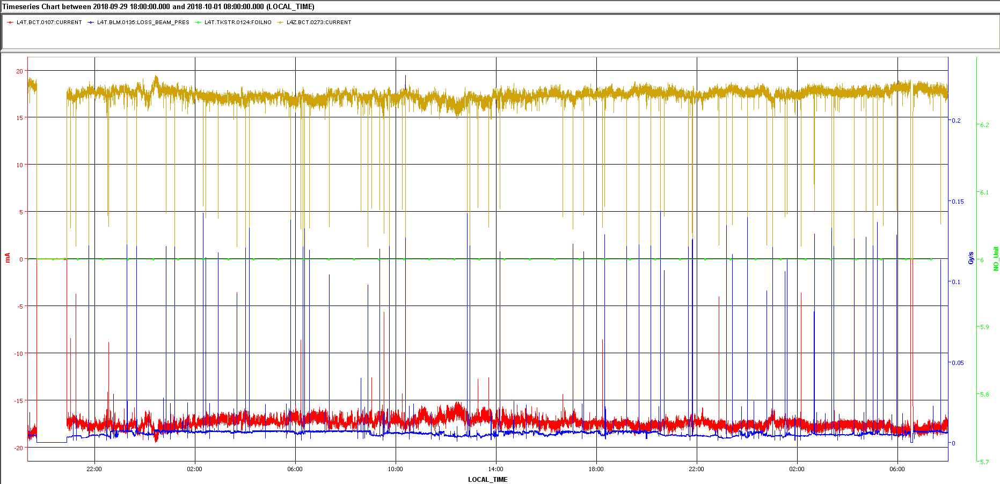 Timeseries Chart between 2018-09-29 18:00:00.000 and 2018-10-01 08:00:00.000 (LOCAL_TIME)
L4T.BCT.0107:CURRENT L4T.BLM.0135:LOSS_BEAM_PRES L4T.TKSTR.0124:FOILNO L4Z.BCT.0273:CURRENT
20
15
10
5
0
-5
-10
-15
-20
mA
0.2
0.15
0.1
0.05
0
Gy/s
6.2
6.1
6
5.9
5.8
5.7
NO_Unit
22:00 02:00 06:00 10:00 14:00 18:00 22:00 02:00 06:00
LOCAL_TIME